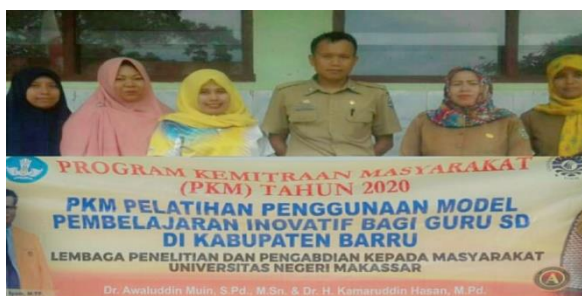 PROGRAM KEMITRAAN MASYARAKAT
(PKM) TAHUN 2020
PKM PELATIHAN PENGGUNAAN MODEL
PEMBELAJARAN INOVATIF BAGI GURU SD
DI KABUPATEN BARRU
LEMBAGA PENELITIAN DAN PENGABDIAN KEPADA MASYARAKAT
UNIVERSITAS NEGERI MAKASSAR
Dr. Awaluddin Muin, S.Pd., M.Sn. & Dr. H. Kamaruddin Hasan, M.Pd.
A